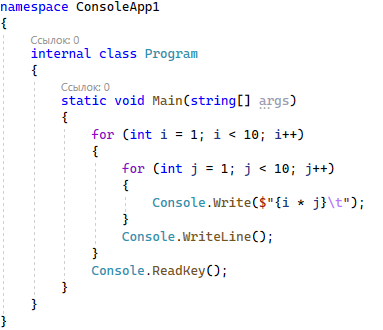 namespace ConsoleApp1
{
Ссылок: 0
internal class Program
{
Ссылок: 0
static void Main(string[] args)
{
for (int i = 1; i < 10; i++)
{
for (int j = 1; j < 10; j++)
{
Console.Write($"{i * j}\t");
}
Console.WriteLine();
}
Console.ReadKey();
}
}
}